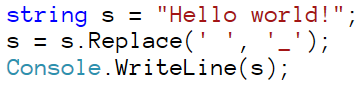 string s = "Hello world!";
s = s.Replace(' ', '_');
Console.WriteLine(s);